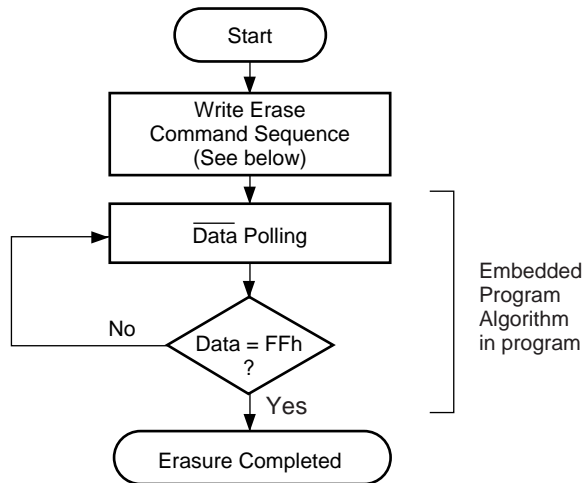 Start
Write Erase
Command Sequence
(See below)
Data Polling
Data = FFh
?
No
Yes
Erasure Completed
Embedded
Program
Algorithm
in program